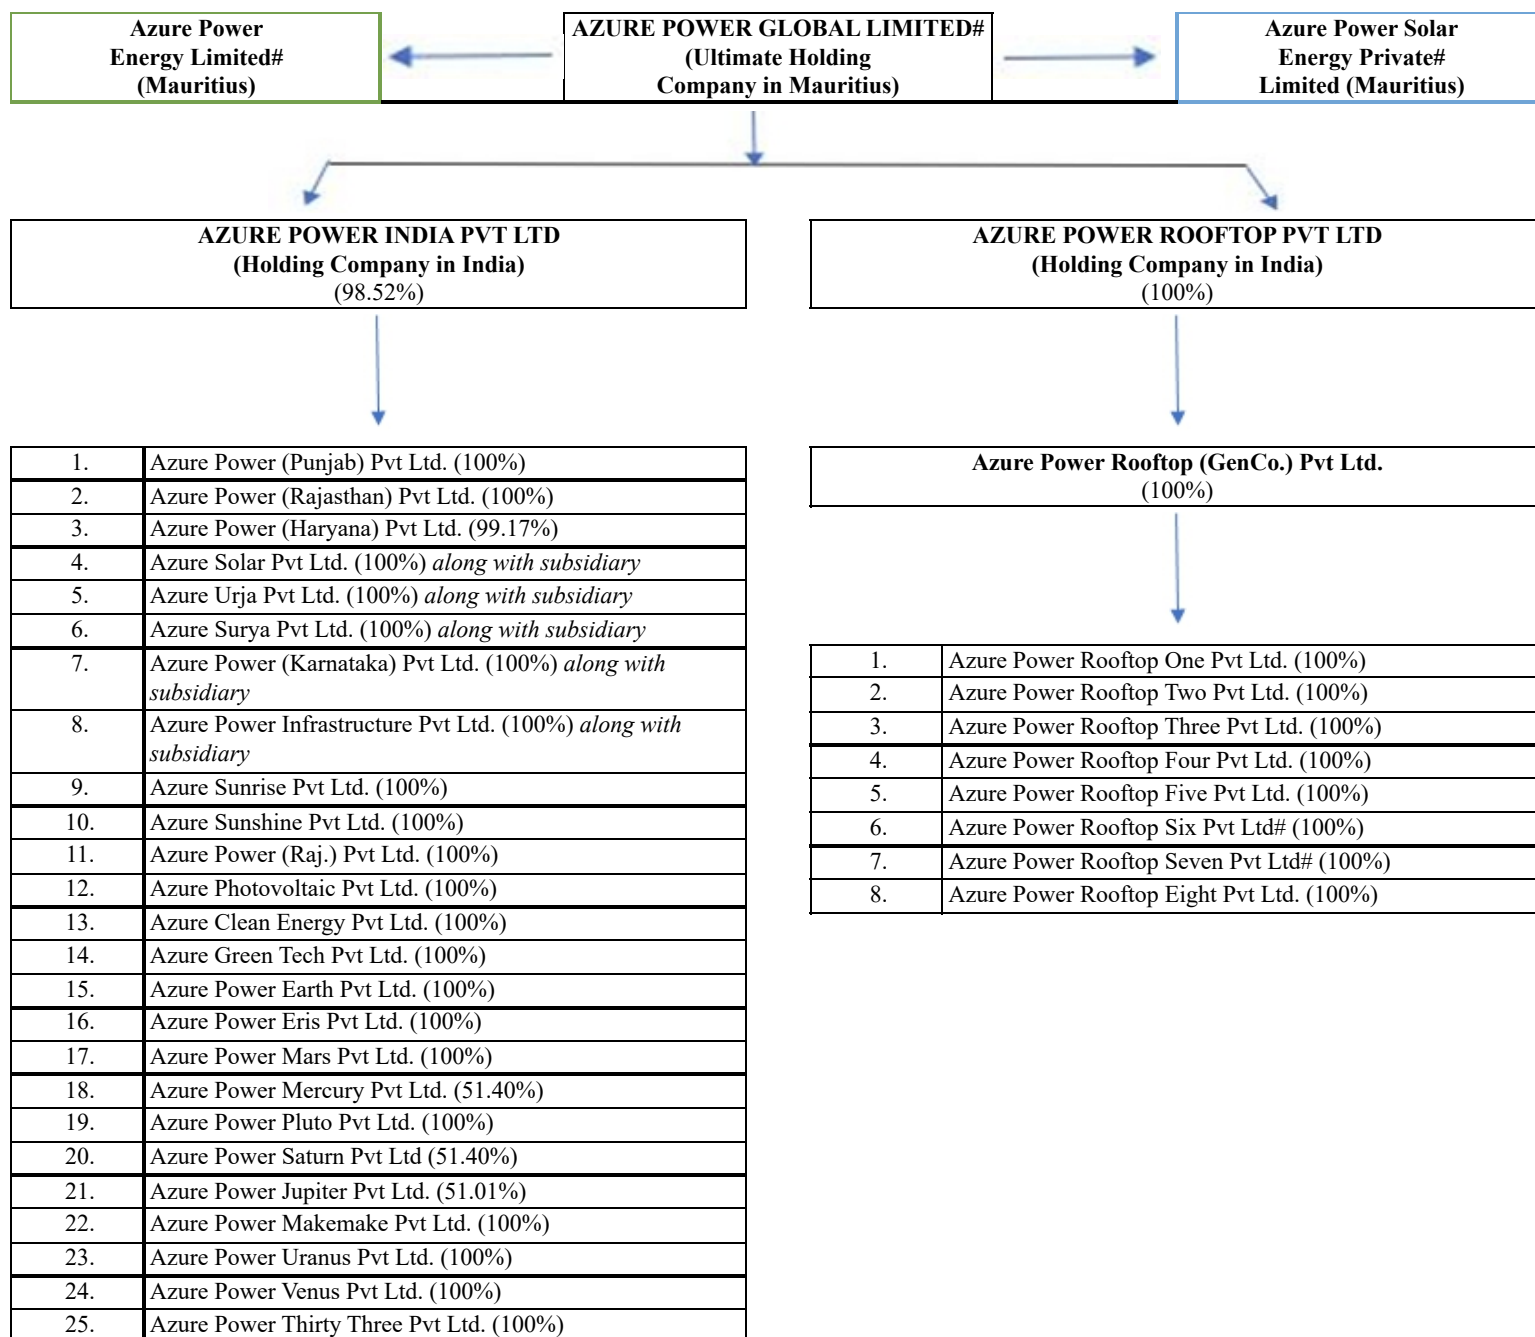 Azure Power
Energy Limited#
(Mauritius)
AZURE POWER GLOBAL LIMITED#
(Ultimate Holding
Company in Mauritius)
Azure Power Solar
Energy Private#
Limited (Mauritius)
AZURE POWER INDIA PVT LTD
(Holding Company in India)
(98.52%)
AZURE POWER ROOFTOP PVT LTD
(Holding Company in India)
(100%)
1. Azure Power (Punjab) Pvt Ltd. (100%)
2. Azure Power (Rajasthan) Pvt Ltd. (100%)
3. Azure Power (Haryana) Pvt Ltd. (99.17%)
4. Azure Solar Pvt Ltd. (100%) along with subsidiary
5. Azure Urja Pvt Ltd. (100%) along with subsidiary
6. Azure Surya Pvt Ltd. (100%) along with subsidiary
7. Azure Power (Karnataka) Pvt Ltd. (100%) along with
subsidiary
8. Azure Power Infrastructure Pvt Ltd. (100%) along with
subsidiary
9. Azure Sunrise Pvt Ltd. (100%)
10. Azure Sunshine Pvt Ltd. (100%)
11. Azure Power (Raj.) Pvt Ltd. (100%)
12. Azure Photovoltaic Pvt Ltd. (100%)
13. Azure Clean Energy Pvt Ltd. (100%)
14. Azure Green Tech Pvt Ltd. (100%)
15. Azure Power Earth Pvt Ltd. (100%)
16. Azure Power Eris Pvt Ltd. (100%)
17. Azure Power Mars Pvt Ltd. (100%)
18. Azure Power Mercury Pvt Ltd. (51.40%)
19. Azure Power Pluto Pvt Ltd. (100%)
20. Azure Power Saturn Pvt Ltd (51.40%)
21. Azure Power Jupiter Pvt Ltd. (51.01%)
22. Azure Power Makemake Pvt Ltd. (100%)
23. Azure Power Uranus Pvt Ltd. (100%)
24. Azure Power Venus Pvt Ltd. (100%)
25. Azure Power Thirty Three Pvt Ltd. (100%)
Azure Power Rooftop (GenCo.) Pvt Ltd.
(100%)
1. Azure Power Rooftop One Pvt Ltd. (100%)
2. Azure Power Rooftop Two Pvt Ltd. (100%)
3. Azure Power Rooftop Three Pvt Ltd. (100%)
4. Azure Power Rooftop Four Pvt Ltd. (100%)
5. Azure Power Rooftop Five Pvt Ltd. (100%)
6. Azure Power Rooftop Six Pvt Ltd# (100%)
7. Azure Power Rooftop Seven Pvt Ltd# (100%)
8. Azure Power Rooftop Eight Pvt Ltd. (100%)